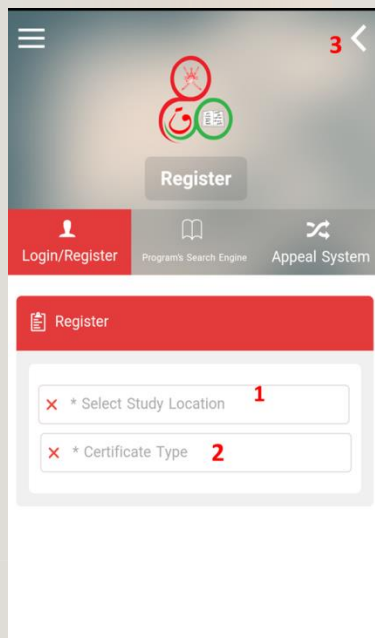 3
ق
Register
Login/Register
Program's Search Engine
Appeal System
Register
* Select Study Location 1
* Certificate Type 2